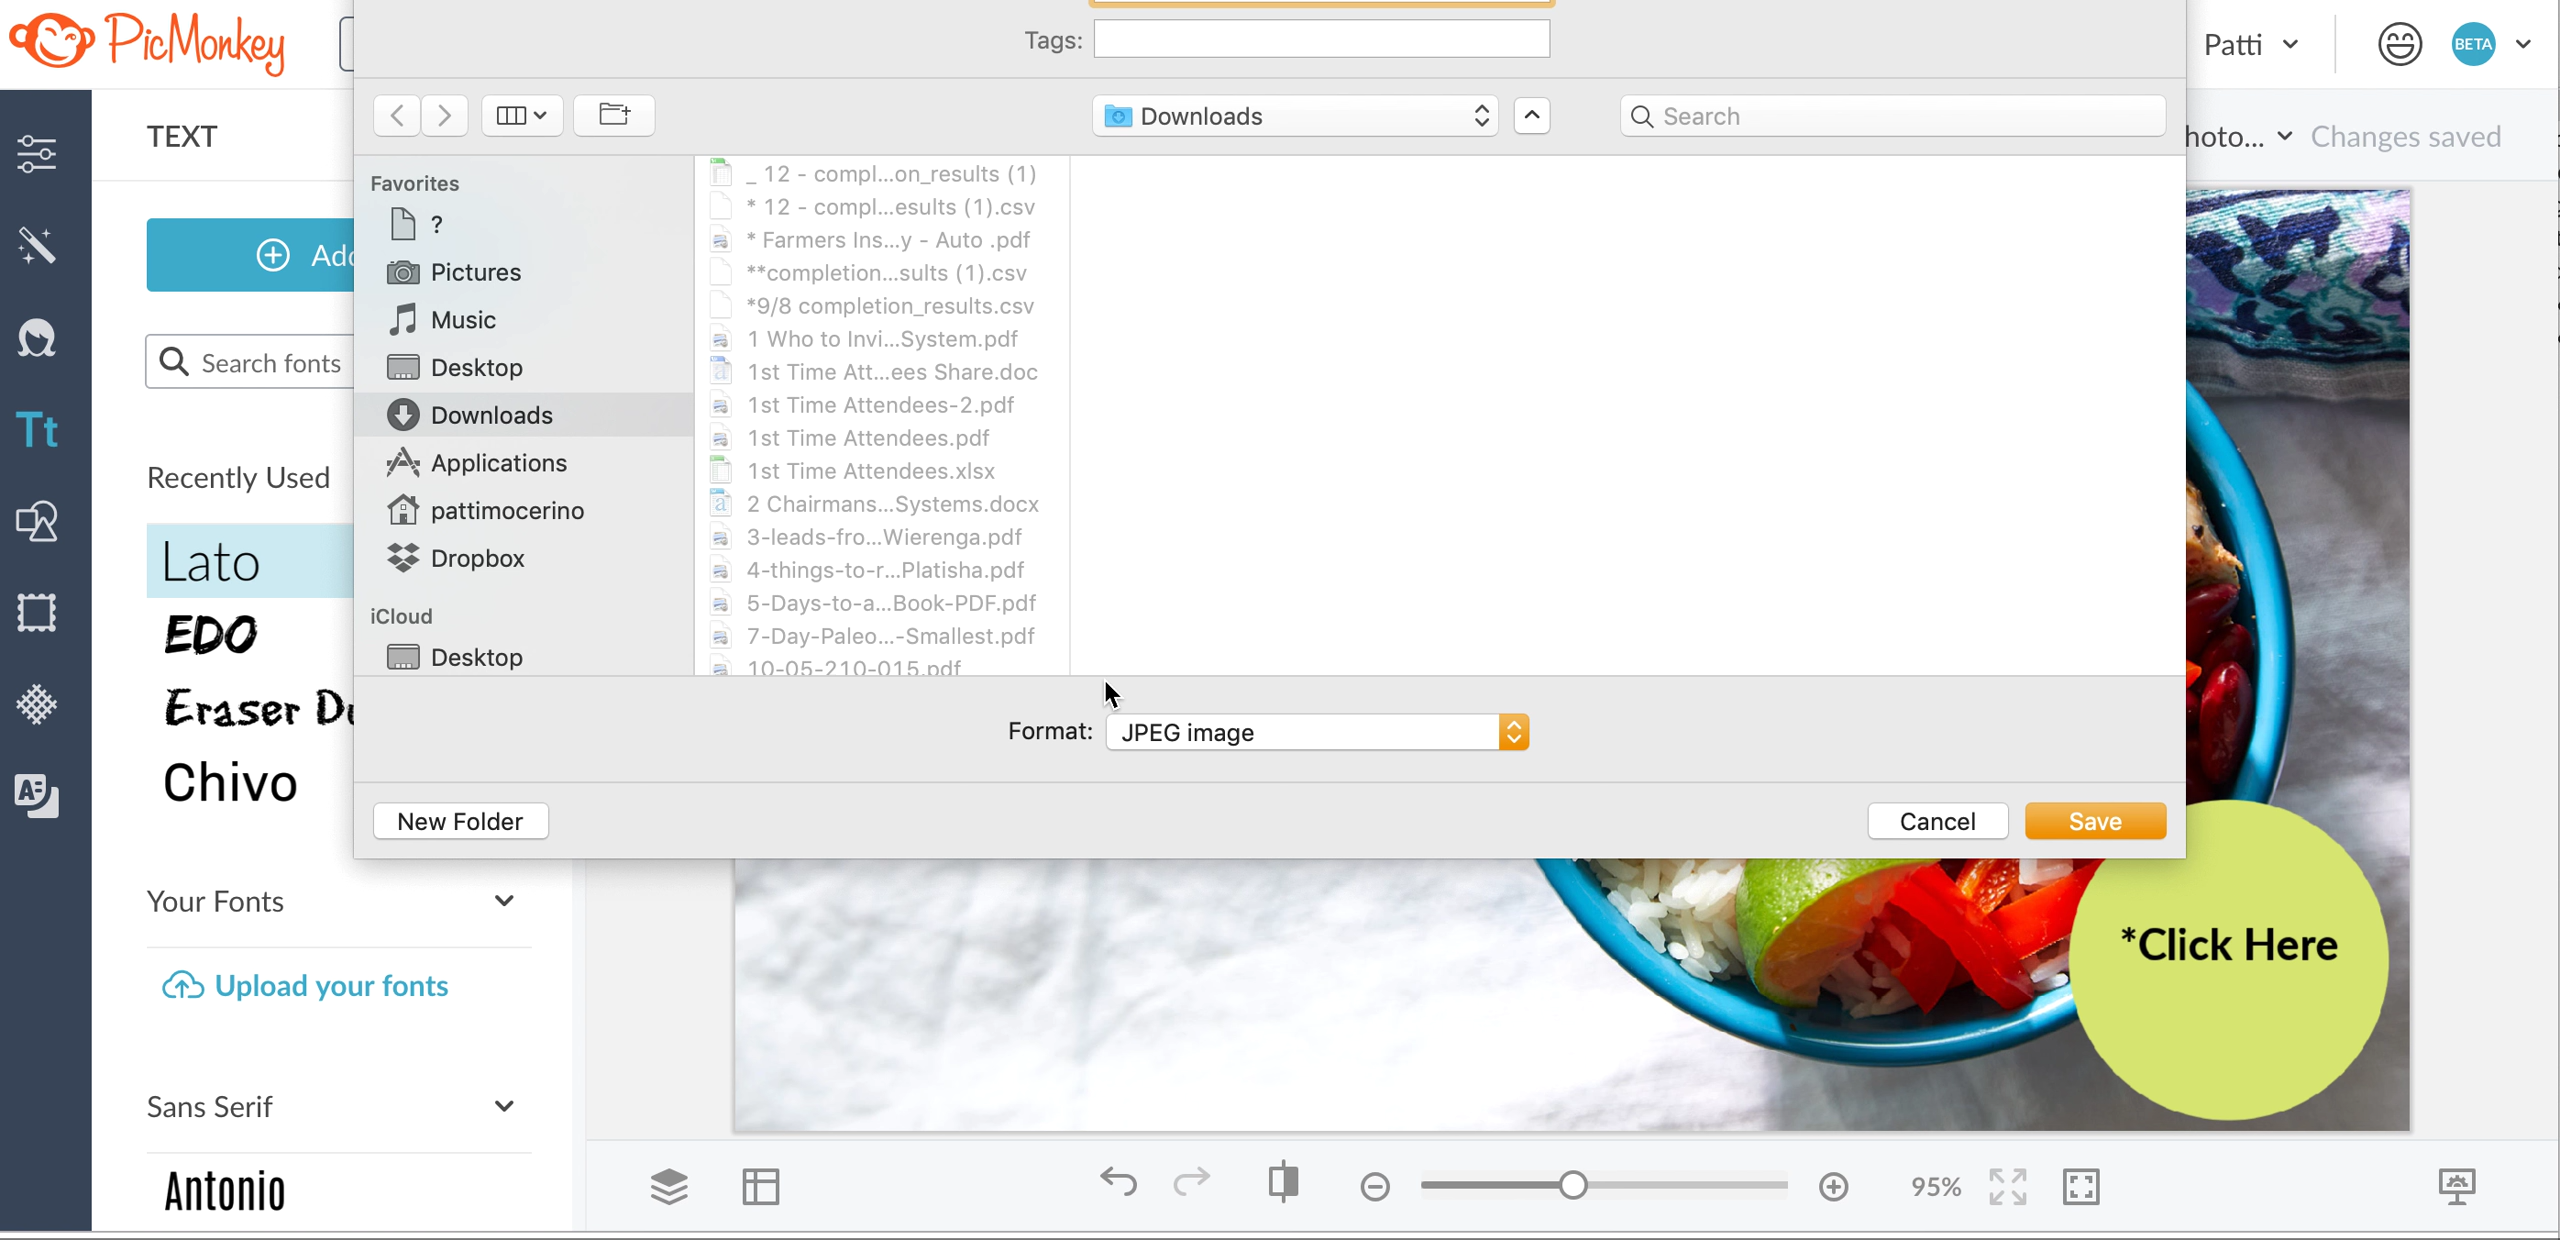 PicMonkey
Tags:
Patti
BETA
TEXT
Downloads
Search
hoto...
Changes saved
Favorites
?
Pictures
Music
Desktop
Downloads
Applications
pattimocerino
Dropbox
iCloud
Desktop
_ 12 - compl...on_results (1)
* 12 - compl...esults (1).csv
* Farmers Ins...y - Auto .pdf
**completion...sults (1).csv
*9/8 completion_results.csv
1 Who to Invi...System.pdf
1st Time Att...ees Share.doc
1st Time Attendees-2.pdf
1st Time Attendees.pdf
1st Time Attendees.xlsx
2 Chairmans...Systems.docx
3-leads-fro...Wierenga.pdf
4-things-to-r...Platisha.pdf
5-Days-to-a...Book-PDF.pdf
7-Day-Paleo...-Smallest.pdf
10-05-210-015.pdf
Search fonts
Tt
Recently Used
Lato
EDO
Eraser
Chivo
Format: JPEG image
New Folder
Cancel
Save
Your Fonts
Upload your fonts
*Click Here
Sans Serif
Antonio
95%